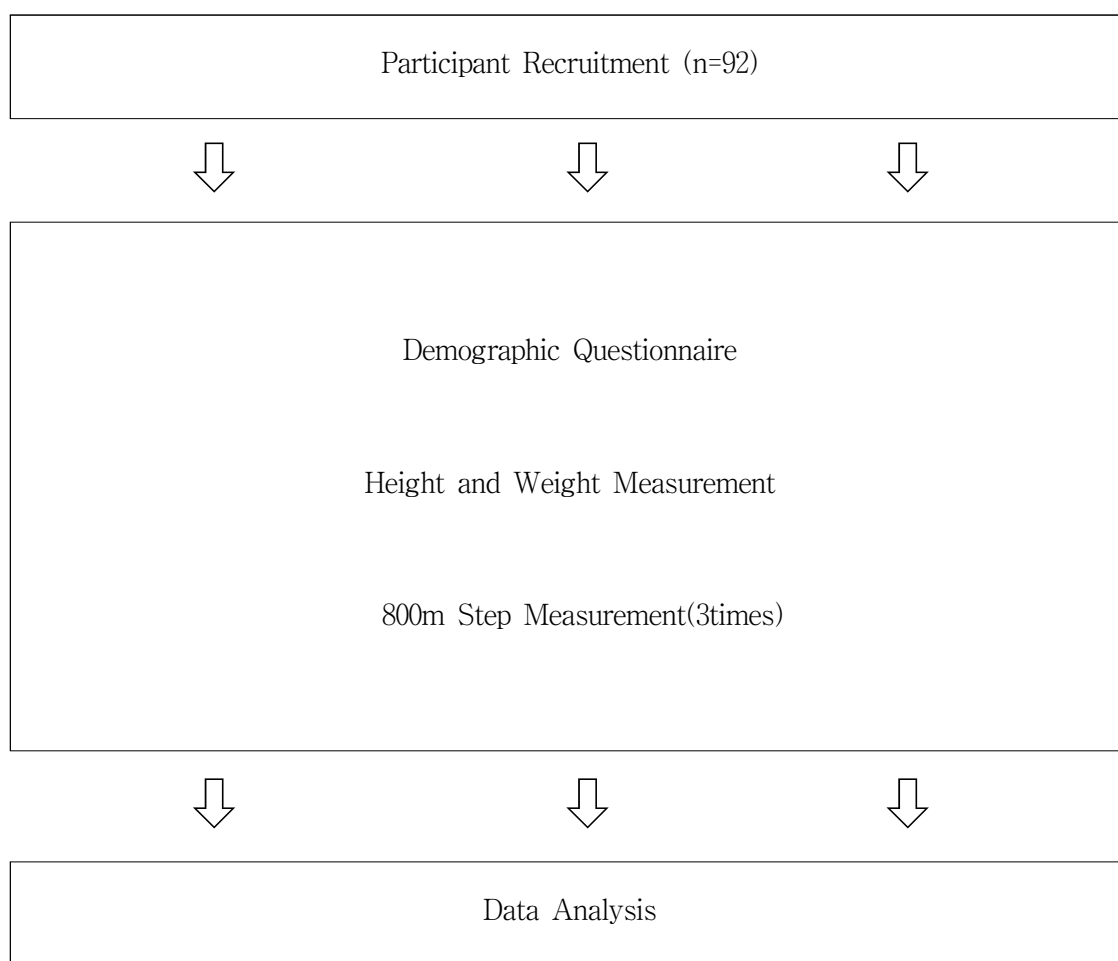 Participant Recruitment (n=92)
Demographic Questionnaire
Height and Weight Measurement
800m Step Measurement(3times)
Data Analysis